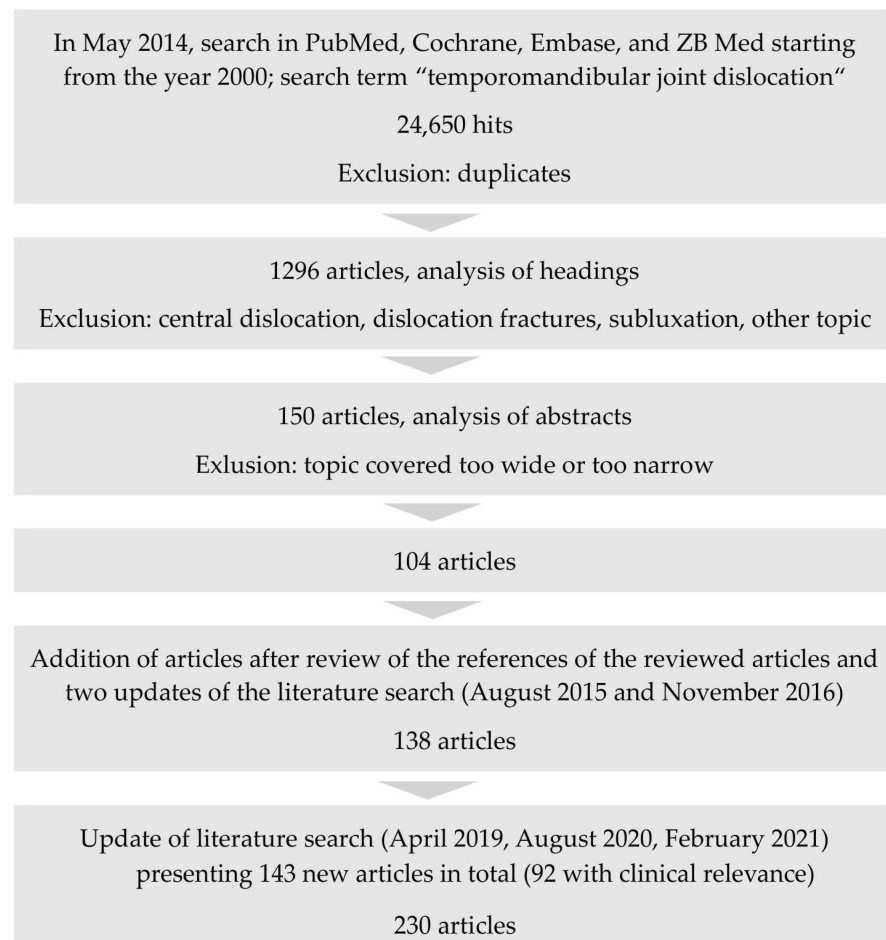 In May 2014, search in PubMed, Cochrane, Embase, and ZB Med starting
from the year 2000; search term “temporomandibular joint dislocation“
24,650 hits
Exclusion: duplicates
1296 articles, analysis of headings
Exclusion: central dislocation, dislocation fractures, subluxation, other topic
150 articles, analysis of abstracts
Exlusion: topic covered too wide or too narrow
104 articles
Addition of articles after review of the references of the reviewed articles and
two updates of the literature search (August 2015 and November 2016)
138 articles
Update of literature search (April 2019, August 2020, February 2021)
presenting 143 new articles in total (92 with clinical relevance)
230 articles